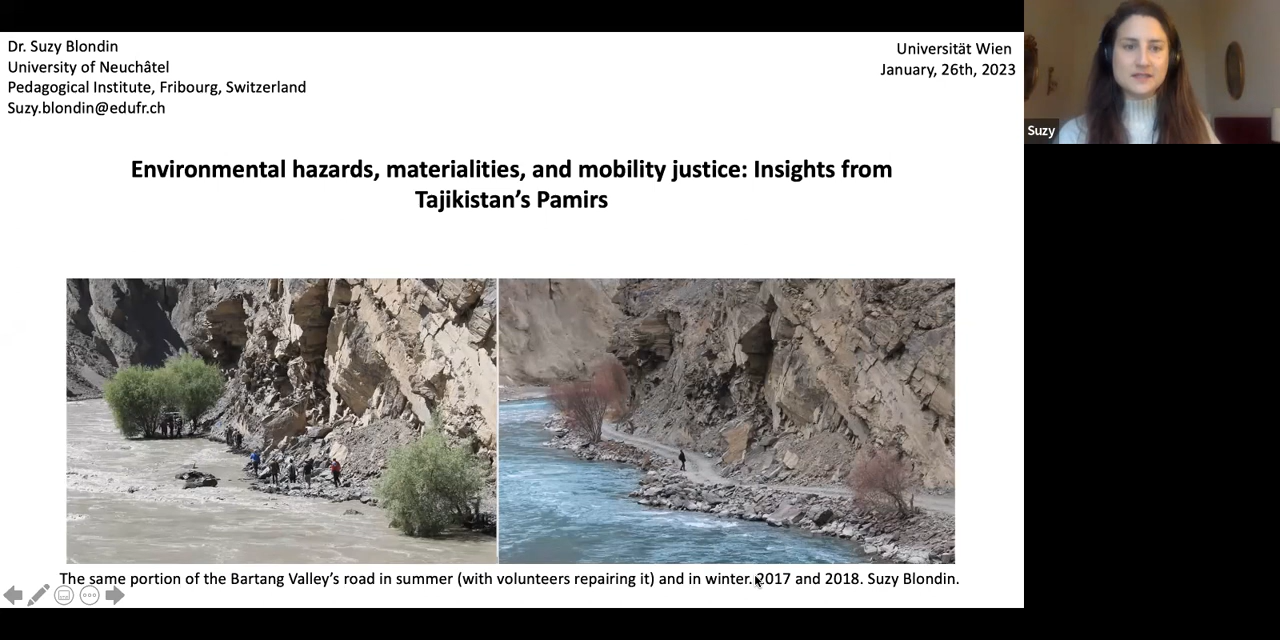 Dr. Suzy Blondin
University of Neuchâtel
Pedagogical Institute, Fribourg, Switzerland
Suzy.blondin@edufr.ch
Universität Wien
January, 26th, 2023
Suzy
Environmental hazards, materialities, and mobility justice: Insights from
Tajikistan’s Pamirs
The same portion of the Bartang Valley’s road in summer (with volunteers repairing it) and in winter. 2017 and 2018. Suzy Blondin.